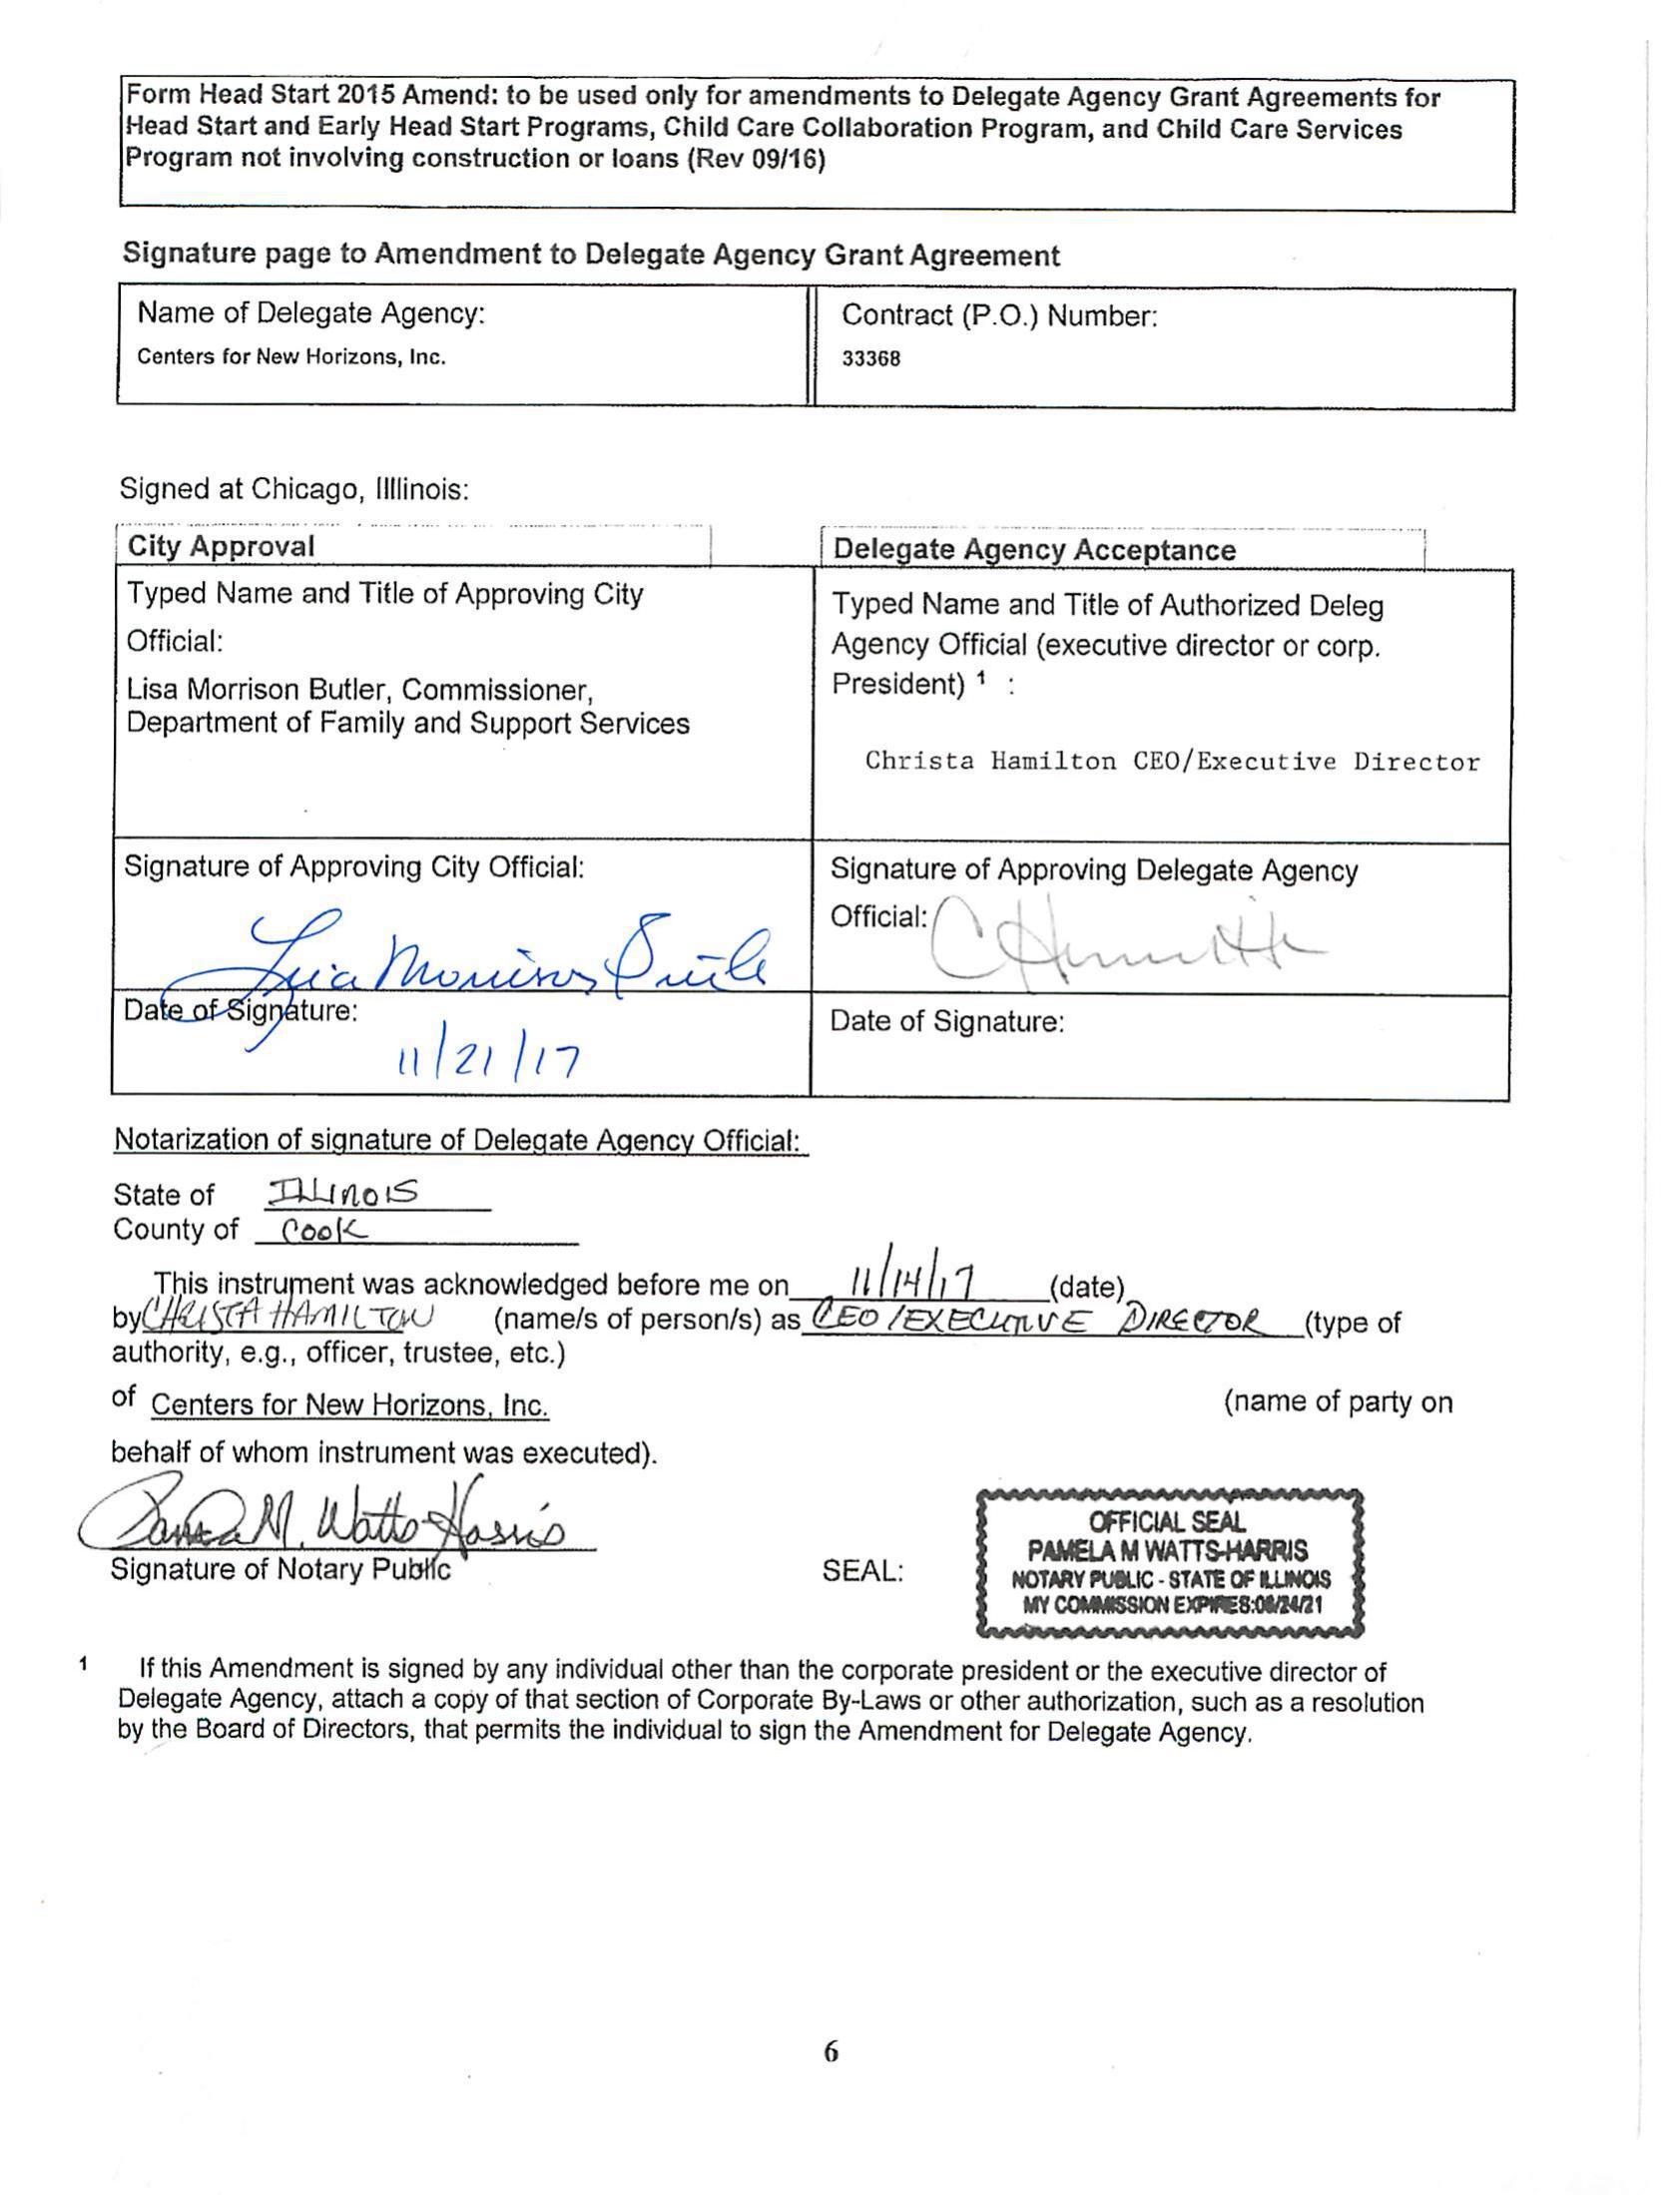 Form Head Start 2015 Amend: to be used only for amendments to Delegate Agency Grant Agreements for
Head Start and Early Head Start Programs, Child Care Collaboration Program, and Child Care Services
Program not involving construction or loans (Rev 09/16)
Signature page to Amendment to Delegate Agency Grant Agreement
Name of Delegate Agency:
Centers for New Horizons, Inc.
Contract (P.O.) Number:
33368
Signed at Chicago, Illlinois:
City Approval
Typed Name and Title of Approving City
Official:
Lisa Morrison Butler, Commissioner,
Department of Family and Support Services
Delegate Agency Acceptance
Typed Name and Title of Authorized Deleg
Agency Official (executive director or corp.
President) 1 :
Christa Hamilton CEO/Executive Director
Signature of Approving City Official:
Lisa Morrison Butler
Signature of Approving Delegate Agency
Official:
Date of Signature:
11/21/17
Date of Signature:
Notarization of signature of Delegate Agency Official:
State of ILLINOIS
County of Cook
This instrument was acknowledged before me on 11/14/17 (date)
by CHRISTA HAMILTON (name/s of person/s) as CEO/EXECUTIVE DIRECTOR (type of
authority, e.g., officer, trustee, etc.)
of Centers for New Horizons, Inc. (name of party on
behalf of whom instrument was executed).
Pamela M. Watts-Harris
Signature of Notary Public
SEAL:
OFFICIAL SEAL
PAMELA M WATTS-HARRIS
NOTARY PUBLIC - STATE OF ILLINOIS
MY COMMISSION EXPIRES:
1 If this Amendment is signed by any individual other than the corporate president or the executive director of
Delegate Agency, attach a copy of that section of Corporate By-Laws or other authorization, such as a resolution
by the Board of Directors, that permits the individual to sign the Amendment for Delegate Agency.
6